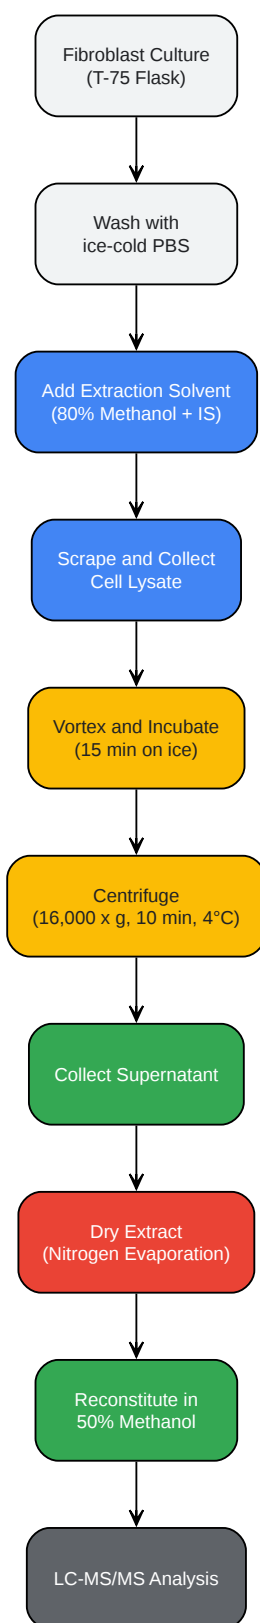 Fibroblast Culture
(T-75 Flask)
Wash with
ice-cold PBS
Add Extraction Solvent
(80% Methanol + IS)
Scrape and Collect
Cell Lysate
Vortex and Incubate
(15 min on ice)
Centrifuge
(16,000 x g, 10 min, 4°C)
Collect Supernatant
Dry Extract
(Nitrogen Evaporation)
Reconstitute in
50% Methanol
LC-MS/MS Analysis